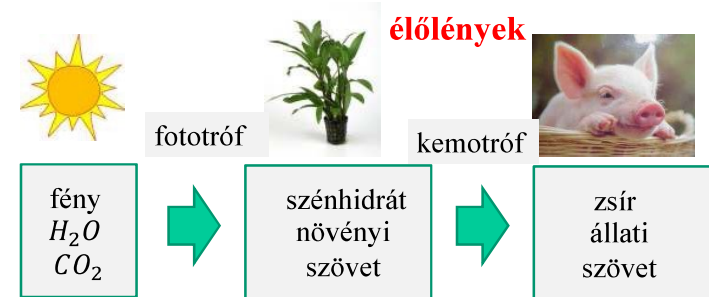 élőlények
fototróf
kemotróf
fény
H₂O
CO₂
szénhidrát
növényi
szövet
zsír
állati
szövet